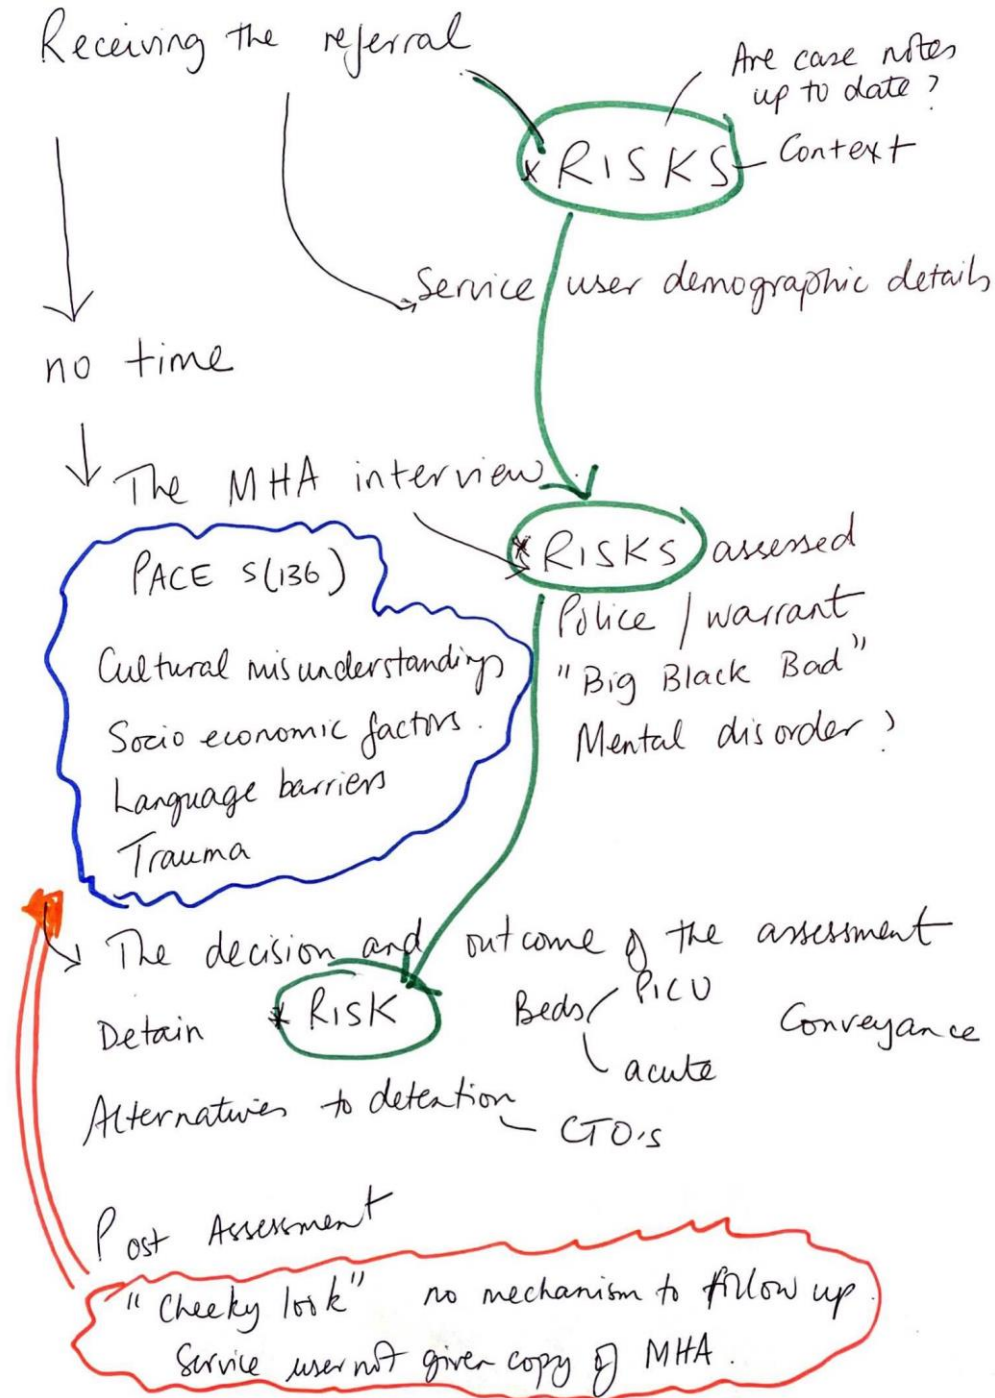 Receiving the referral
Are case notes
up to date?
* RISKS
Context
Service user demographic details
no time
The MHA interview
* RISKS assessed
PACE S(136)
Police / warrant
"Big Black Bad"
Mental disorder?
Cultural misunderstandings
Socio economic factors.
Language barriers
Trauma
The decision and outcome of the assessment
Detain
* RISK
Beds
PICU
acute
Conveyance
Alternatives to detention
CTO's
Post Assessment
"Cheeky look" no mechanism to follow up.
Service user not given copy of MHA.